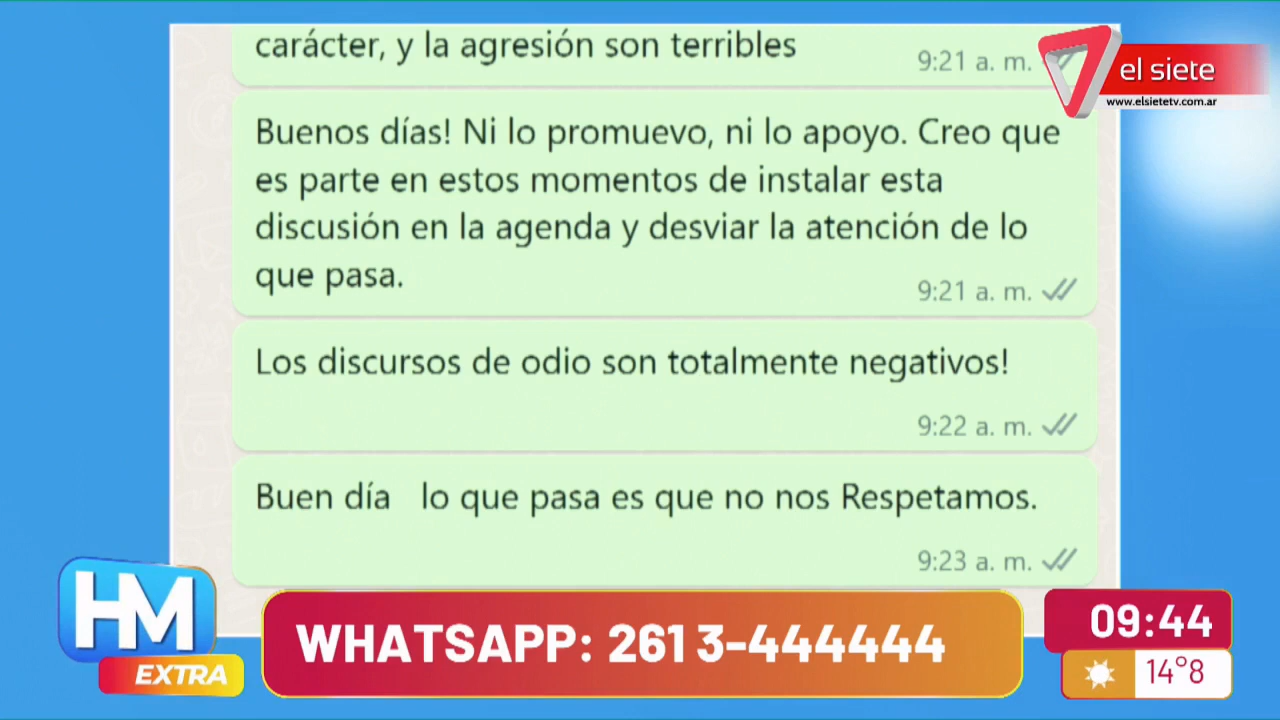 carácter, y la agresión son terribles
9:21 a. m.
el siete
www.elsietetv.com.ar
Buenos días! Ni lo promuevo, ni lo apoyo. Creo que
es parte en estos momentos de instalar esta
discusión en la agenda y desviar la atención de lo
que pasa.
9:21 a. m.
Los discursos de odio son totalmente negativos!
9:22 a. m.
Buen día   lo que pasa es que no nos Respetamos.
9:23 a. m.
HM
EXTRA
WHATSAPP: 261 3-444444
09:44
14°8